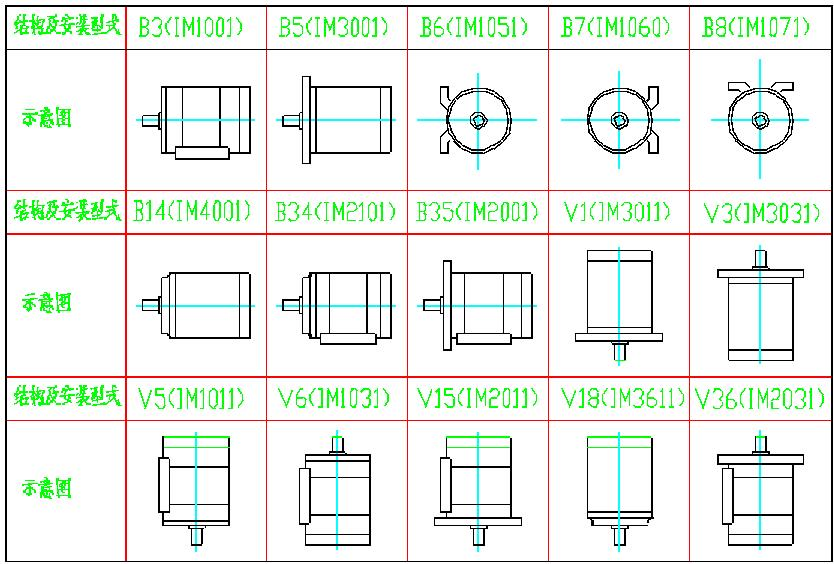 结构及安装型式 B3(IM1001) B5(IM3001) B6(IM1051) B7(IM1060) B8(IM1071)
示意图
结构及安装型式 B14(IM4001) B34(IM2101) B35(IM2001) V1(IM3011) V3(IM3031)
示意图
结构及安装型式 V5(IM1011) V6(IM1031) V15(IM2011) V18(IM3611) V36(IM2031)
示意图